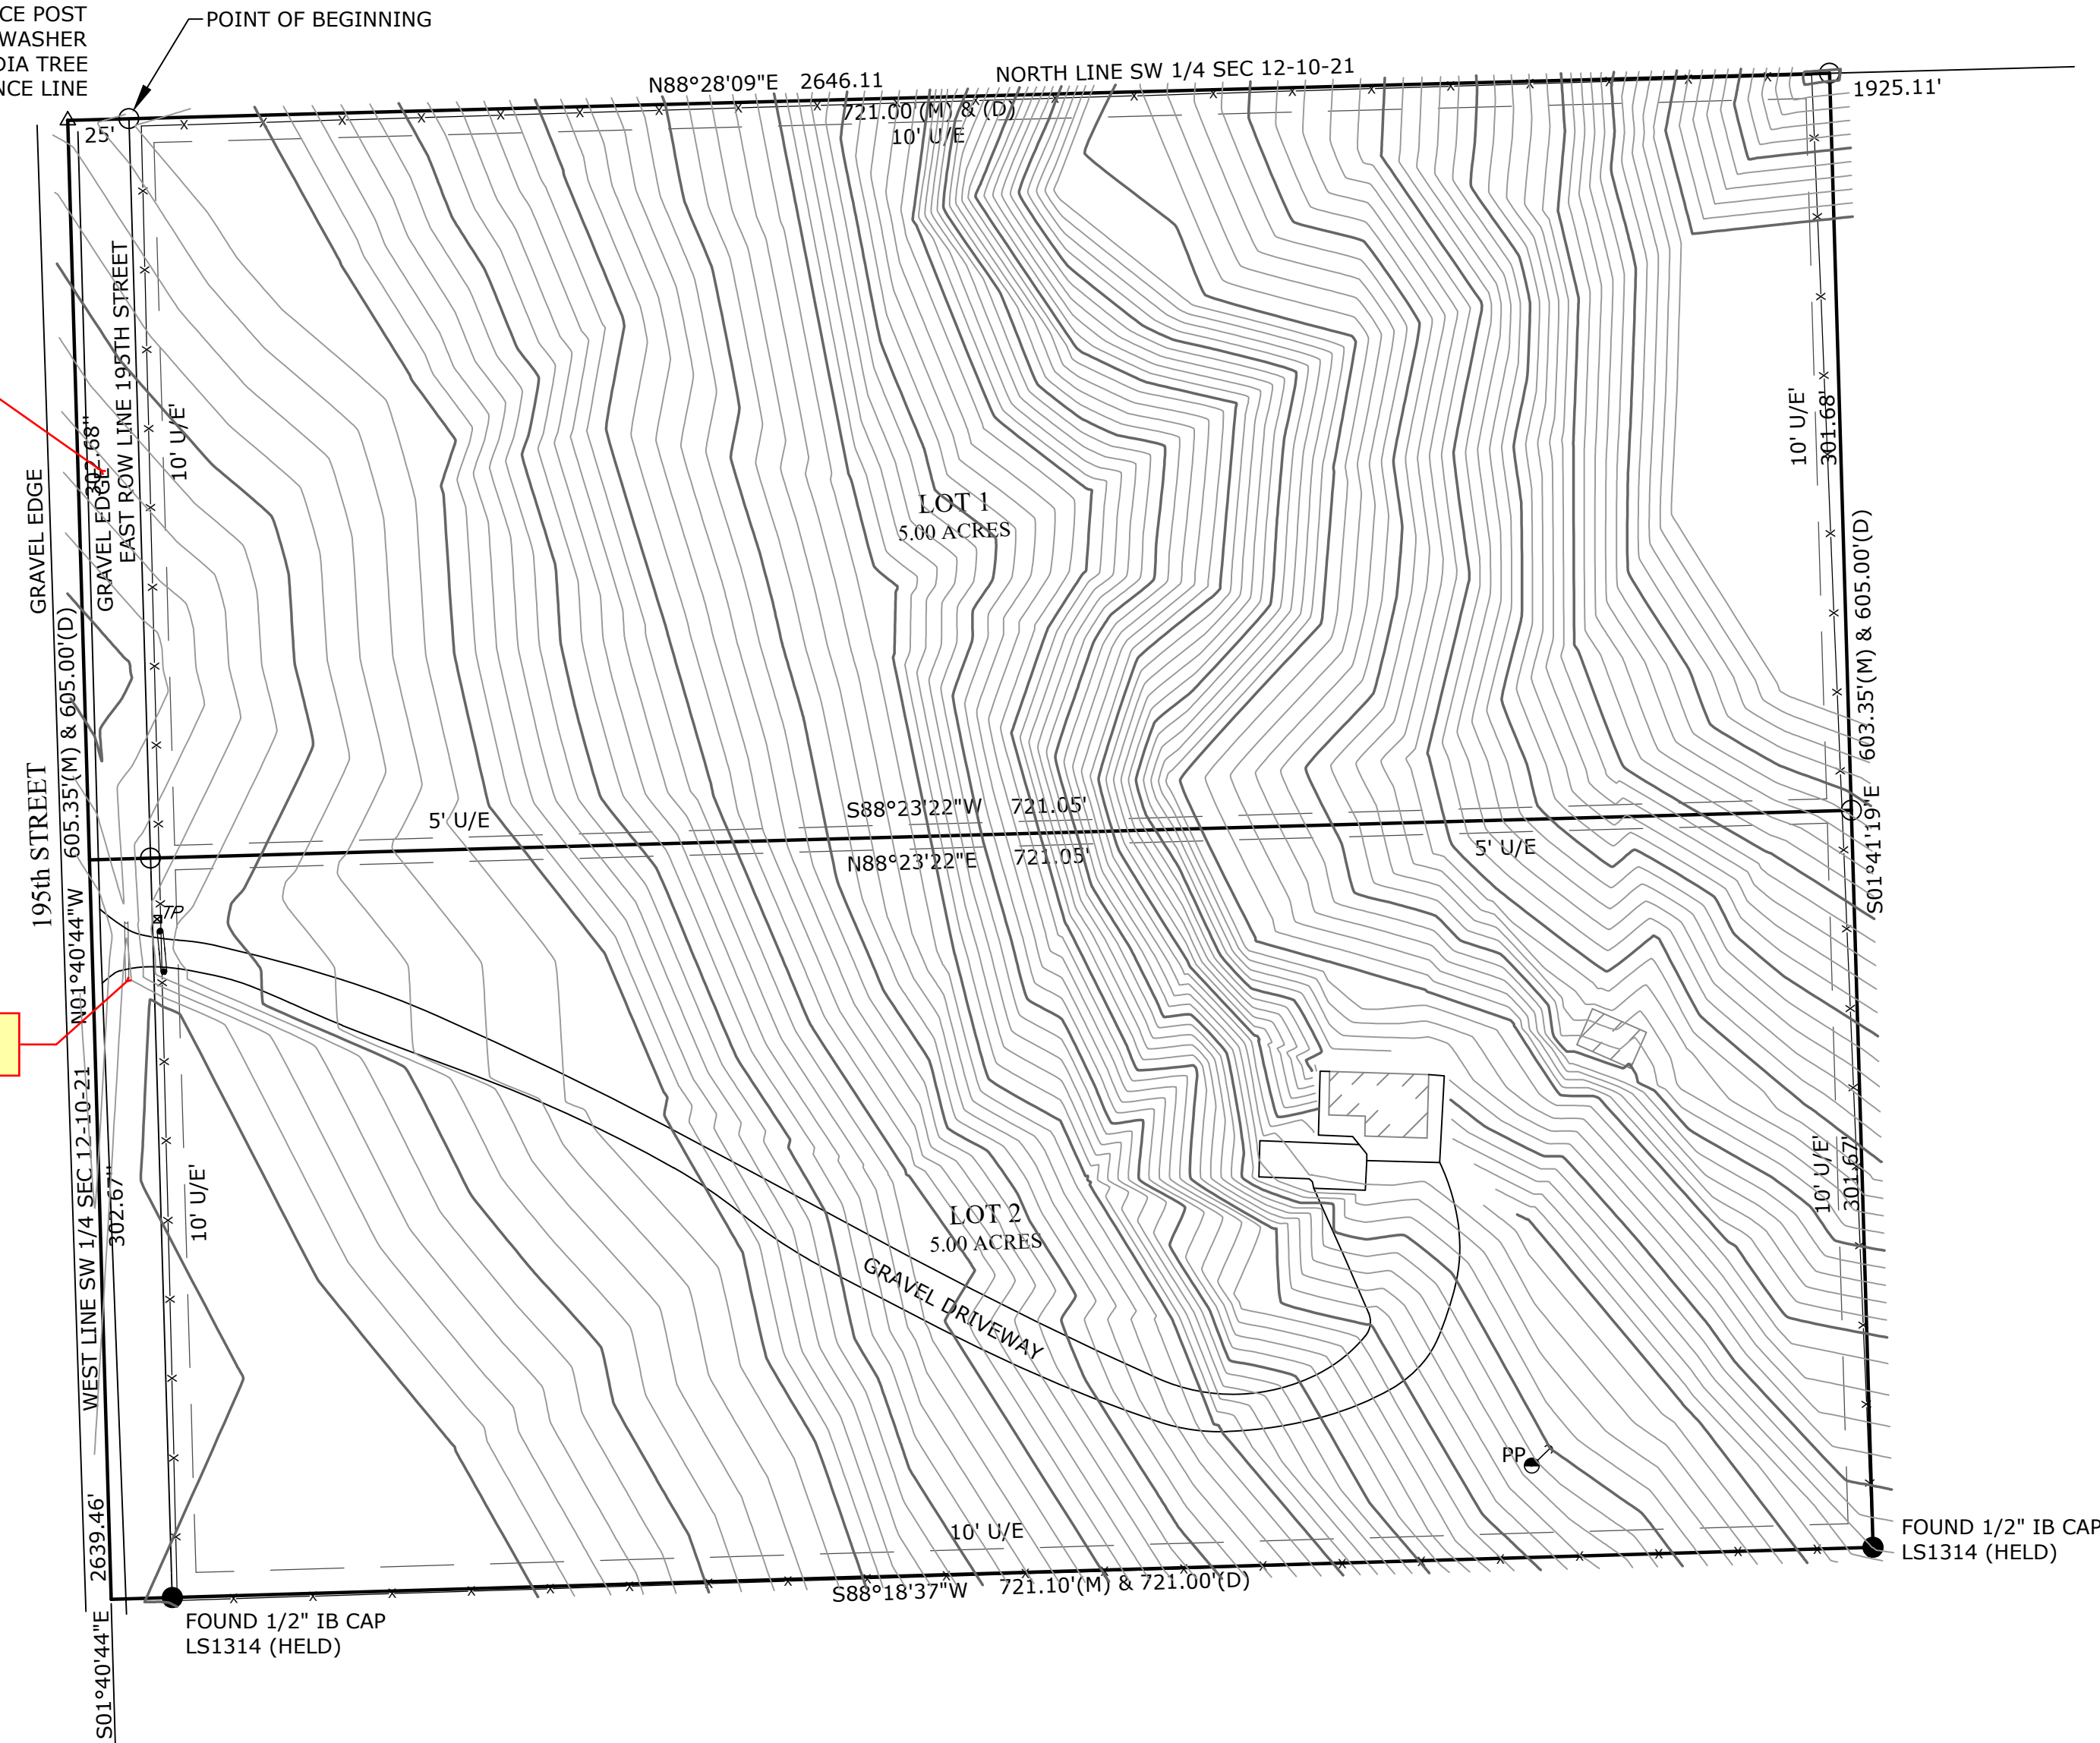 CE POST
WASHER
DIA TREE
NCE LINE
POINT OF BEGINNING
N88°28'09"E 2646.11
NORTH LINE SW 1/4 SEC 12-10-21
1925.11'
25'
721.00 (M) & (D)
10' U/E
GRAVEL EDGE
302.68'
GRAVEL EDGE
EAST ROW LINE 195TH STREET
10' U/E'
10' U/E'
301.68'
LOT 1
5.00 ACRES
605.35'(M) & 605.00'(D)
603.35'(M) & 605.00'(D)
195th STREET
5' U/E
S88°23'22"W 721.05'
N88°23'22"E 721.05'
5' U/E
S01°41'19"E
N01°40'44"W
TP
WEST LINE SW 1/4 SEC 12-10-21
302.67'
10' U/E'
LOT 2
5.00 ACRES
GRAVEL DRIVEWAY
10' U/E'
301.67'
PP
2639.46'
10' U/E
S88°18'37"W 721.10'(M) & 721.00'(D)
FOUND 1/2" IB CAP
LS1314 (HELD)
FOUND 1/2" IB CAP
LS1314 (HELD)
S01°40'44"E